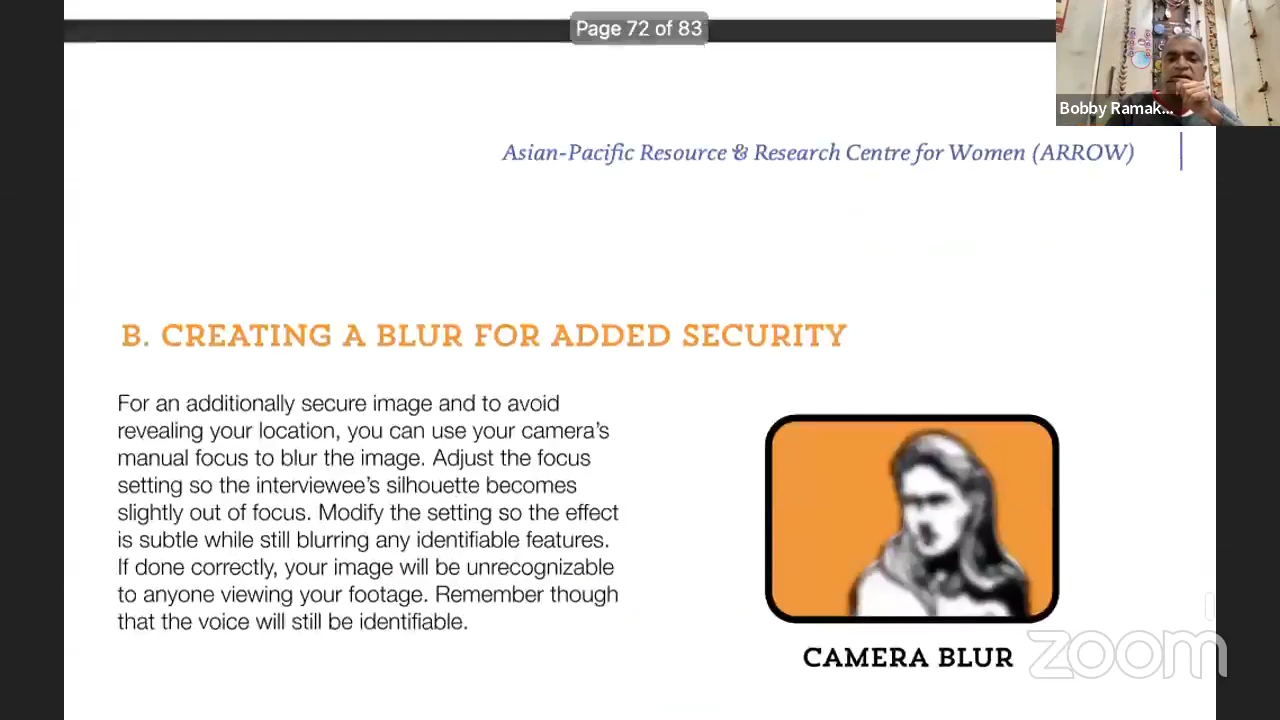 Page 72 of 83
Bobby Ramak...
Asian-Pacific Resource & Research Centre for Women (ARROW)
B. CREATING A BLUR FOR ADDED SECURITY
For an additionally secure image and to avoid
revealing your location, you can use your camera's
manual focus to blur the image. Adjust the focus
setting so the interviewee's silhouette becomes
slightly out of focus. Modify the setting so the effect
is subtle while still blurring any identifiable features.
If done correctly, your image will be unrecognizable
to anyone viewing your footage. Remember though
that the voice will still be identifiable.
CAMERA BLUR
zoom